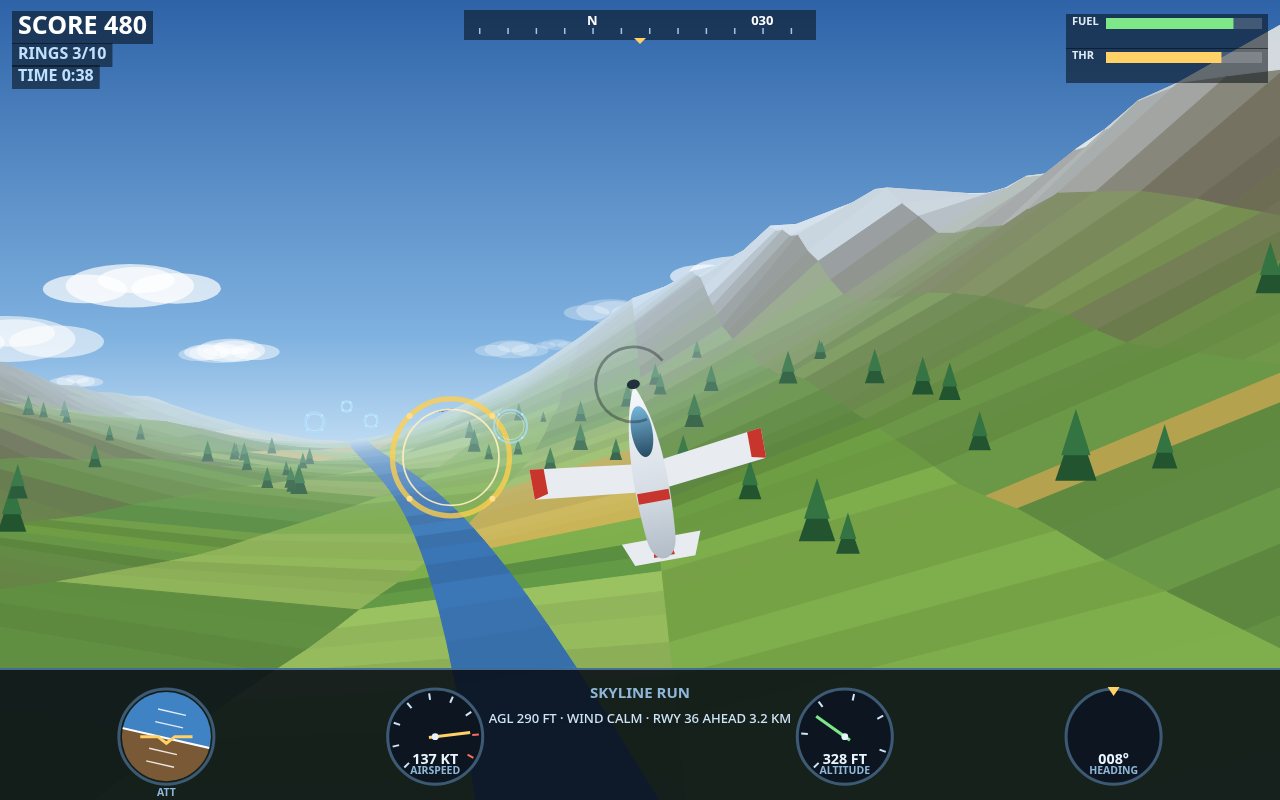 SCORE 480
RINGS 3/10
TIME 0:38
N 030
FUEL
THR
SKYLINE RUN
AGL 290 FT · WIND CALM · RWY 36 AHEAD 3.2 KM
ATT
137 KT
AIRSPEED
328 FT
ALTITUDE
008°
HEADING